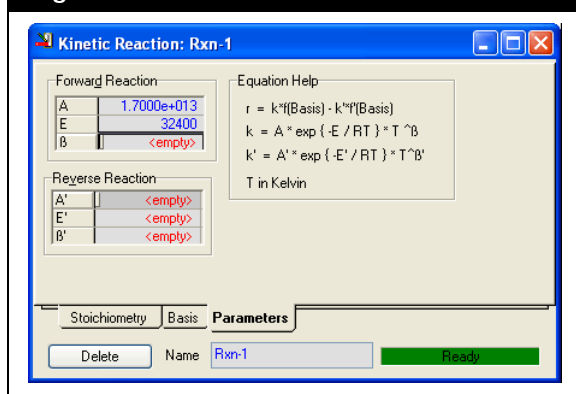 Kinetic Reaction: Rxn-1
Forward Reaction
A 1.7000e+013
E 32400
ß <empty>
Reverse Reaction
A' <empty>
E' <empty>
ß' <empty>
Equation Help
r = k*f(Basis) - k'*f'(Basis)
k = A * exp { -E / RT } * T ^ß
k' = A' * exp { -E' / RT } * T^ß'
T in Kelvin
Stoichiometry Basis Parameters
Delete Name Rxn-1 Ready